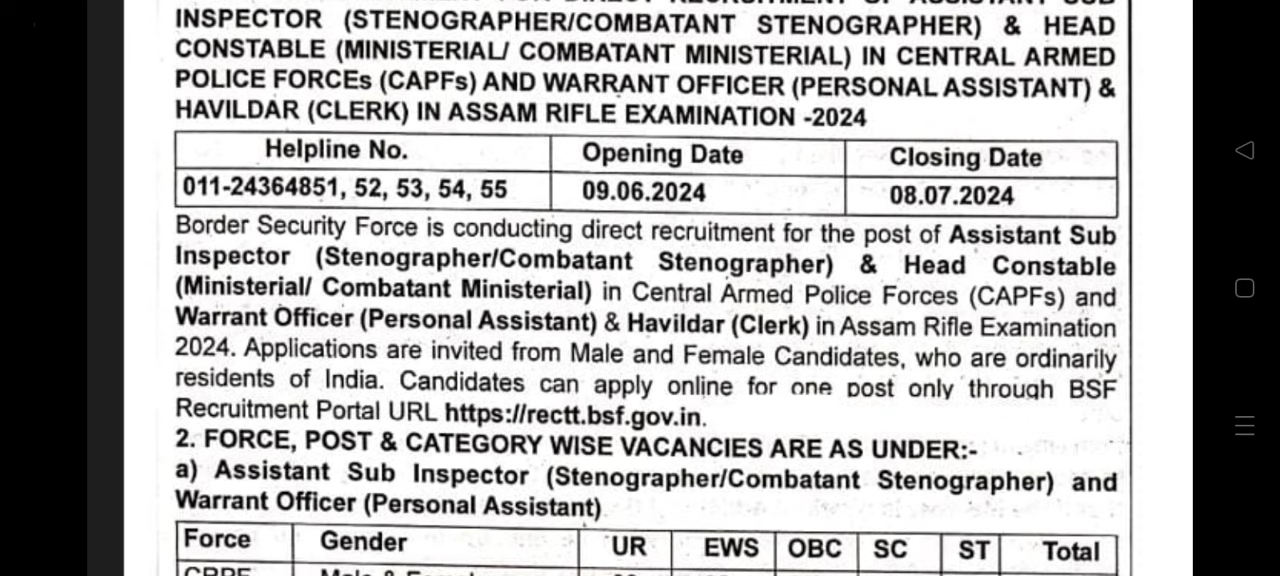 INSPECTOR (STENOGRAPHER/COMBATANT STENOGRAPHER) & HEAD
CONSTABLE (MINISTERIAL/ COMBATANT MINISTERIAL) IN CENTRAL ARMED
POLICE FORCEs (CAPFs) AND WARRANT OFFICER (PERSONAL ASSISTANT) &
HAVILDAR (CLERK) IN ASSAM RIFLE EXAMINATION -2024
Helpline No. Opening Date Closing Date
011-24364851, 52, 53, 54, 55 09.06.2024 08.07.2024
Border Security Force is conducting direct recruitment for the post of Assistant Sub
Inspector (Stenographer/Combatant Stenographer) & Head Constable
(Ministerial/ Combatant Ministerial) in Central Armed Police Forces (CAPFs) and
Warrant Officer (Personal Assistant) & Havildar (Clerk) in Assam Rifle Examination
2024. Applications are invited from Male and Female Candidates, who are ordinarily
residents of India. Candidates can apply online for one post only through BSF
Recruitment Portal URL https://rectt.bsf.gov.in.
2. FORCE, POST & CATEGORY WISE VACANCIES ARE AS UNDER:-
a) Assistant Sub Inspector (Stenographer/Combatant Stenographer) and
Warrant Officer (Personal Assistant)
Force Gender UR EWS OBC SC ST Total